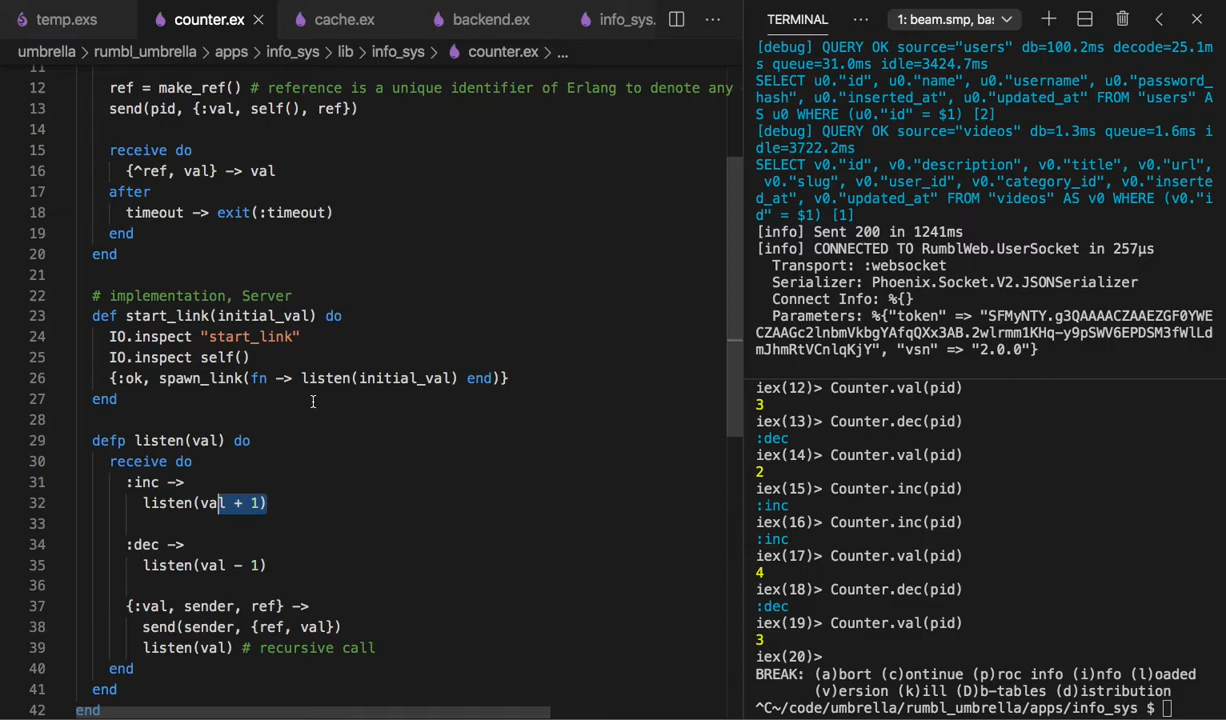 temp.exs
counter.ex
cache.ex
backend.ex
info_sys.
umbrella > rumbl_umbrella > apps > info_sys > lib > info_sys > counter.ex > ...
11
12 ref = make_ref() # reference is a unique identifier of Erlang to denote any
13 send(pid, {:val, self(), ref})
14
15 receive do
16 {^ref, val} -> val
17 after
18 timeout -> exit(:timeout)
19 end
20 end
21
22 # implementation, Server
23 def start_link(initial_val) do
24 IO.inspect "start_link"
25 IO.inspect self()
26 {:ok, spawn_link(fn -> listen(initial_val) end)}
27 end
28
29 defp listen(val) do
30 receive do
31 :inc ->
32 listen(val + 1)
33
34 :dec ->
35 listen(val - 1)
36
37 {:val, sender, ref} ->
38 send(sender, {ref, val})
39 listen(val) # recursive call
40 end
41 end
42 end
TERMINAL ... 1: beam.smp, bas
[debug] QUERY OK source="users" db=100.2ms decode=25.1m
s queue=31.0ms idle=3424.7ms
SELECT u0."id", u0."name", u0."username", u0."password_
hash", u0."inserted_at", u0."updated_at" FROM "users" A
S u0 WHERE (u0."id" = $1) [2]
[debug] QUERY OK source="videos" db=1.3ms queue=1.6ms i
dle=3722.2ms
SELECT v0."id", v0."description", v0."title", v0."url",
v0."slug", v0."user_id", v0."category_id", v0."inserte
d_at", v0."updated_at" FROM "videos" AS v0 WHERE (v0."i
d" = $1) [1]
[info] Sent 200 in 1241ms
[info] CONNECTED TO RumblWeb.UserSocket in 257µs
Transport: :websocket
Serializer: Phoenix.Socket.V2.JSONSerializer
Connect Info: %{}
Parameters: %{"token" => "SFMyNTY.g3QAAAACZAAEZGF0YWE
CZAAGc2lnbmVkbgYAfqQXx3AB.2wlrmm1KHq-y9pSWV6EPDSM3fWlLd
mJhmRtVCnlqKjY", "vsn" => "2.0.0"}
iex(12)> Counter.val(pid)
3
iex(13)> Counter.dec(pid)
:dec
iex(14)> Counter.val(pid)
2
iex(15)> Counter.inc(pid)
:inc
iex(16)> Counter.inc(pid)
:inc
iex(17)> Counter.val(pid)
4
iex(18)> Counter.dec(pid)
:dec
iex(19)> Counter.val(pid)
3
iex(20)>
BREAK: (a)bort (c)ontinue (p)roc info (i)nfo (l)oaded
(v)ersion (k)ill (D)b-tables (d)istribution
^C~/code/umbrella/rumbl_umbrella/apps/info_sys $